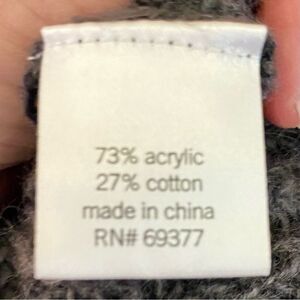 73% acrylic
27% cotton
made in china
RN# 69377